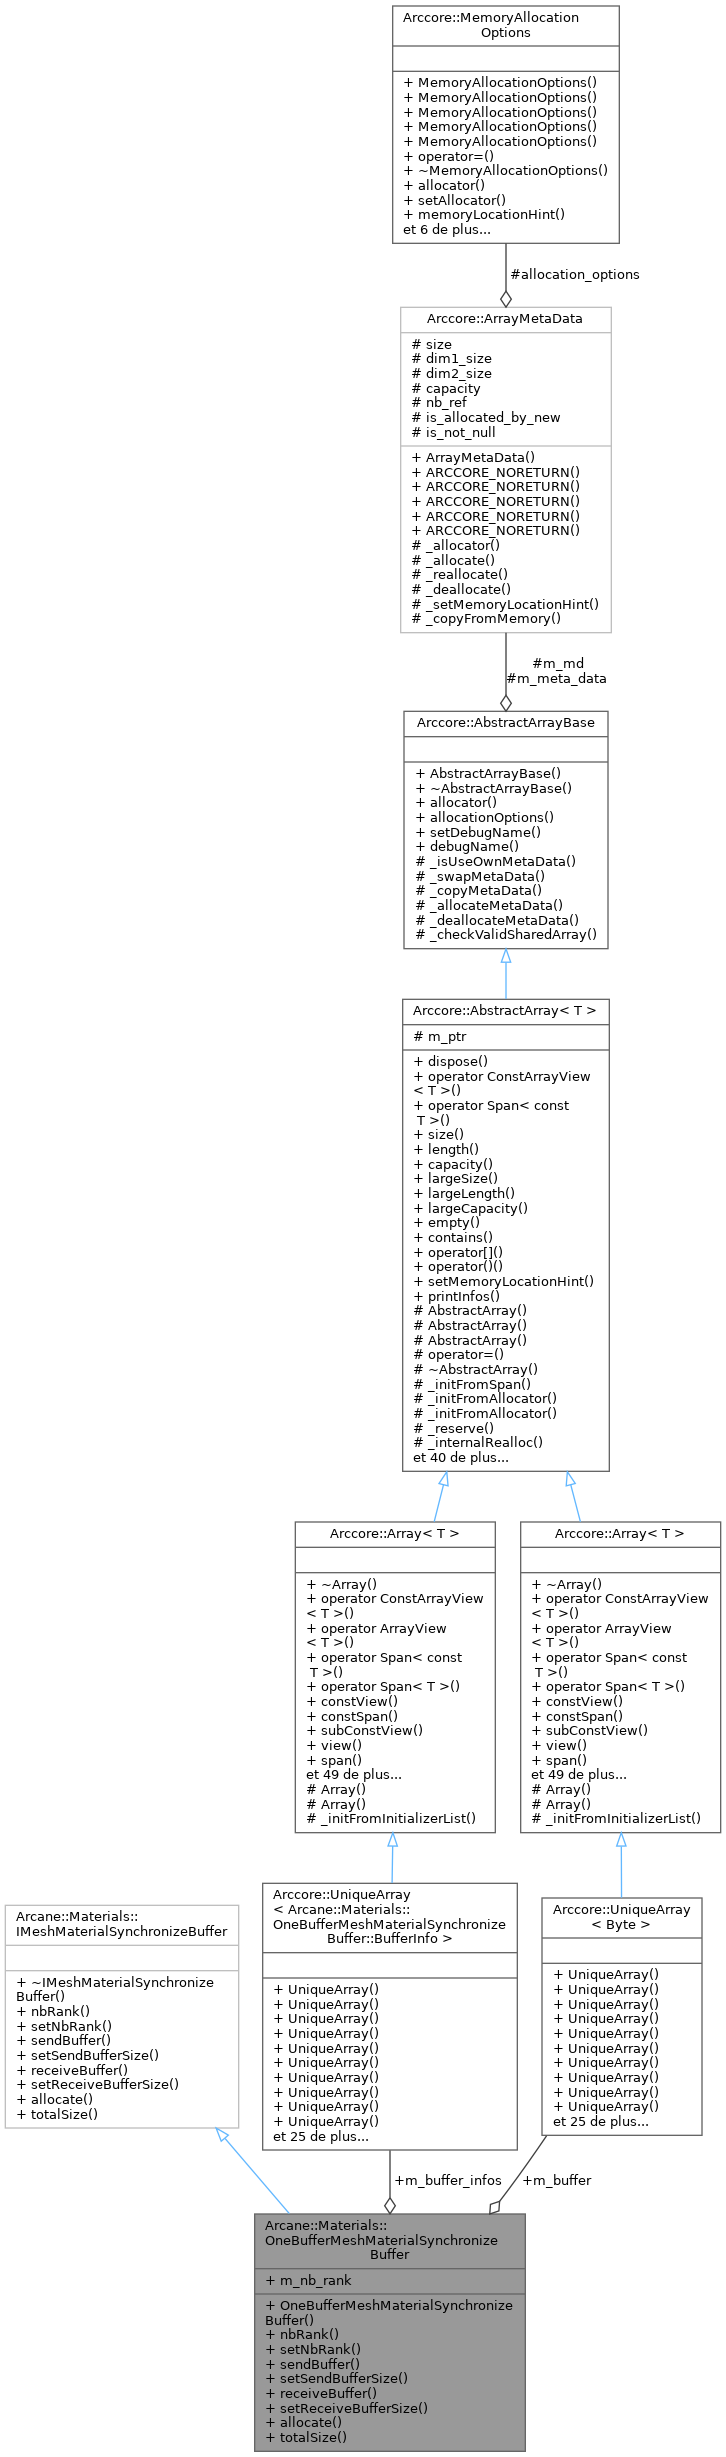 Arccore::MemoryAllocation
Options
+ MemoryAllocationOptions()
+ MemoryAllocationOptions()
+ MemoryAllocationOptions()
+ MemoryAllocationOptions()
+ MemoryAllocationOptions()
+ operator=()
+ ~MemoryAllocationOptions()
+ allocator()
+ setAllocator()
+ memoryLocationHint()
et 6 de plus...
#allocation_options
Arccore::ArrayMetaData
# size
# dim1_size
# dim2_size
# capacity
# nb_ref
# is_allocated_by_new
# is_not_null
+ ArrayMetaData()
+ ARCCORE_NORETURN()
+ ARCCORE_NORETURN()
+ ARCCORE_NORETURN()
+ ARCCORE_NORETURN()
+ ARCCORE_NORETURN()
# _allocator()
# _allocate()
# _reallocate()
# _deallocate()
# _setMemoryLocationHint()
# _copyFromMemory()
#m_md
#m_meta_data
Arccore::AbstractArrayBase
+ AbstractArrayBase()
+ ~AbstractArrayBase()
+ allocator()
+ allocationOptions()
+ setDebugName()
+ debugName()
# _isUseOwnMetaData()
# _swapMetaData()
# _copyMetaData()
# _allocateMetaData()
# _deallocateMetaData()
# _checkValidSharedArray()
Arccore::AbstractArray< T >
# m_ptr
+ dispose()
+ operator ConstArrayView
< T >()
+ operator Span< const
T >()
+ size()
+ length()
+ capacity()
+ largeSize()
+ largeLength()
+ largeCapacity()
+ empty()
+ contains()
+ operator[]()
+ operator()()
+ setMemoryLocationHint()
+ printInfos()
# AbstractArray()
# AbstractArray()
# AbstractArray()
# operator=()
# ~AbstractArray()
# _initFromSpan()
# _initFromAllocator()
# _initFromAllocator()
# _reserve()
# _internalRealloc()
et 40 de plus...
Arccore::Array< T >
+ ~Array()
+ operator ConstArrayView
< T >()
+ operator ArrayView
< T >()
+ operator Span< const
T >()
+ operator Span< T >()
+ constView()
+ constSpan()
+ subConstView()
+ view()
+ span()
et 49 de plus...
# Array()
# Array()
# _initFromInitializerList()
Arccore::Array< T >
+ ~Array()
+ operator ConstArrayView
< T >()
+ operator ArrayView
< T >()
+ operator Span< const
T >()
+ operator Span< T >()
+ constView()
+ constSpan()
+ subConstView()
+ view()
+ span()
et 49 de plus...
# Array()
# Array()
# _initFromInitializerList()
Arcane::Materials::
IMeshMaterialSynchronizeBuffer
+ ~IMeshMaterialSynchronize
Buffer()
+ nbRank()
+ setNbRank()
+ sendBuffer()
+ setSendBufferSize()
+ receiveBuffer()
+ setReceiveBufferSize()
+ allocate()
+ totalSize()
Arccore::UniqueArray
< Arcane::Materials::
OneBufferMeshMaterialSynchronize
Buffer::BufferInfo >
+ UniqueArray()
+ UniqueArray()
+ UniqueArray()
+ UniqueArray()
+ UniqueArray()
+ UniqueArray()
+ UniqueArray()
+ UniqueArray()
+ UniqueArray()
+ UniqueArray()
et 25 de plus...
Arccore::UniqueArray
< Byte >
+ UniqueArray()
+ UniqueArray()
+ UniqueArray()
+ UniqueArray()
+ UniqueArray()
+ UniqueArray()
+ UniqueArray()
+ UniqueArray()
+ UniqueArray()
+ UniqueArray()
et 25 de plus...
+m_buffer_infos
+m_buffer
Arcane::Materials::
OneBufferMeshMaterialSynchronize
Buffer
+ m_nb_rank
+ OneBufferMeshMaterialSynchronize
Buffer()
+ nbRank()
+ setNbRank()
+ sendBuffer()
+ setSendBufferSize()
+ receiveBuffer()
+ setReceiveBufferSize()
+ allocate()
+ totalSize()